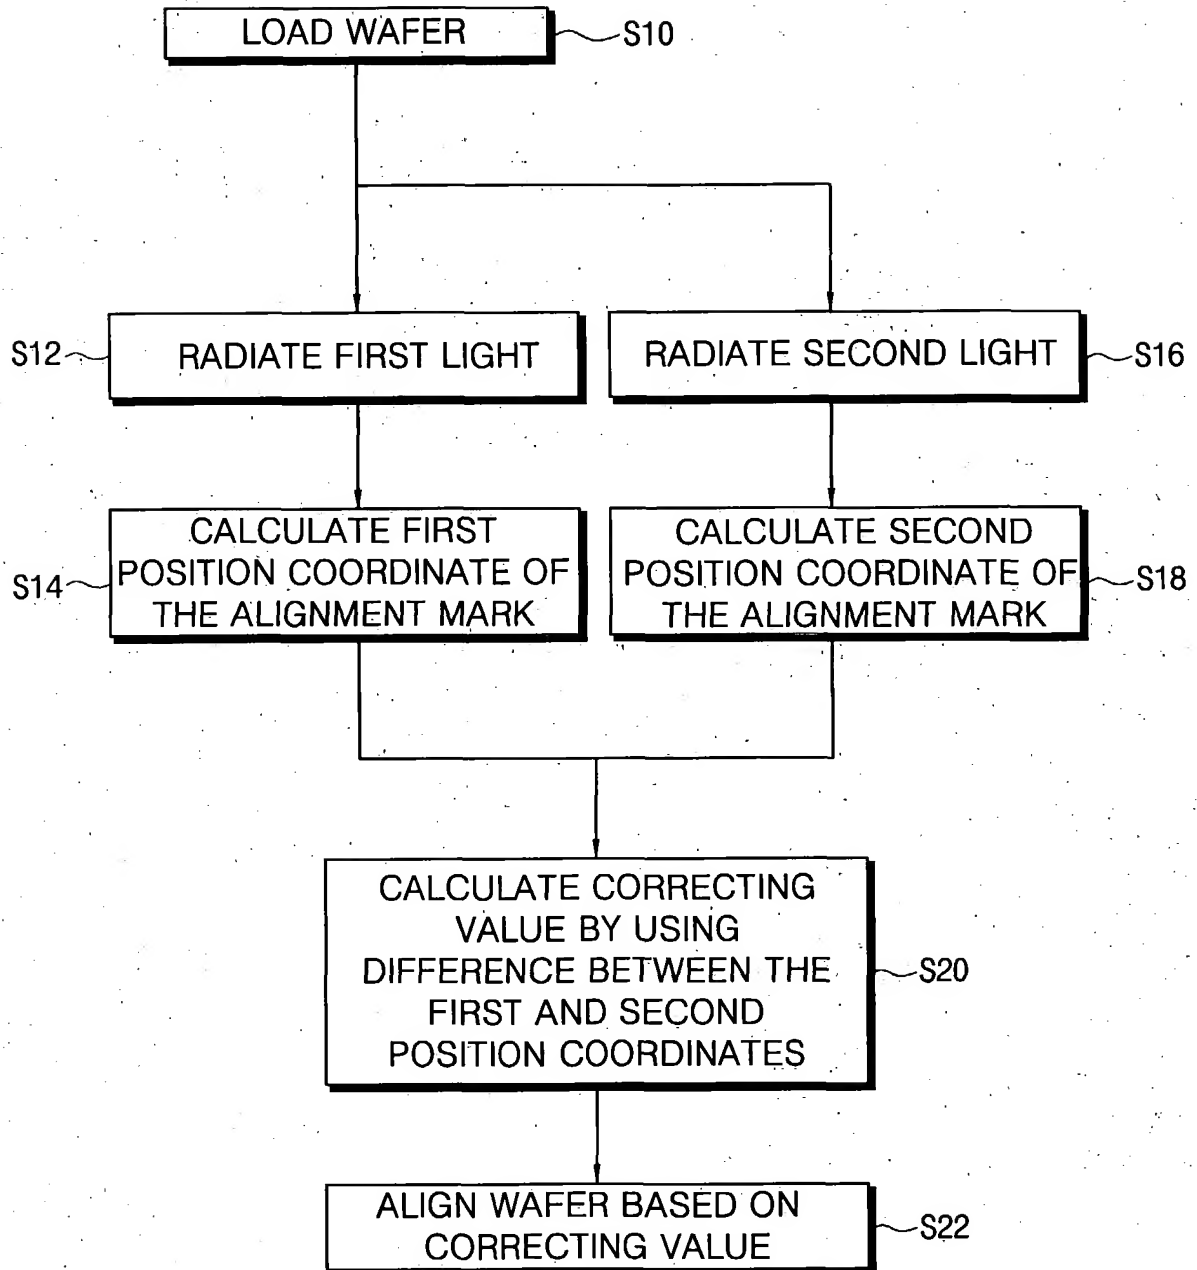 LOAD WAFER
S10
S12
RADIATE FIRST LIGHT
RADIATE SECOND LIGHT
S16
CALCULATE FIRST
POSITION COORDINATE OF
THE ALIGNMENT MARK
S14
CALCULATE SECOND
POSITION COORDINATE OF
THE ALIGNMENT MARK
S18
CALCULATE CORRECTING
VALUE BY USING
DIFFERENCE BETWEEN THE
FIRST AND SECOND
POSITION COORDINATES
S20
ALIGN WAFER BASED ON
CORRECTING VALUE
S22